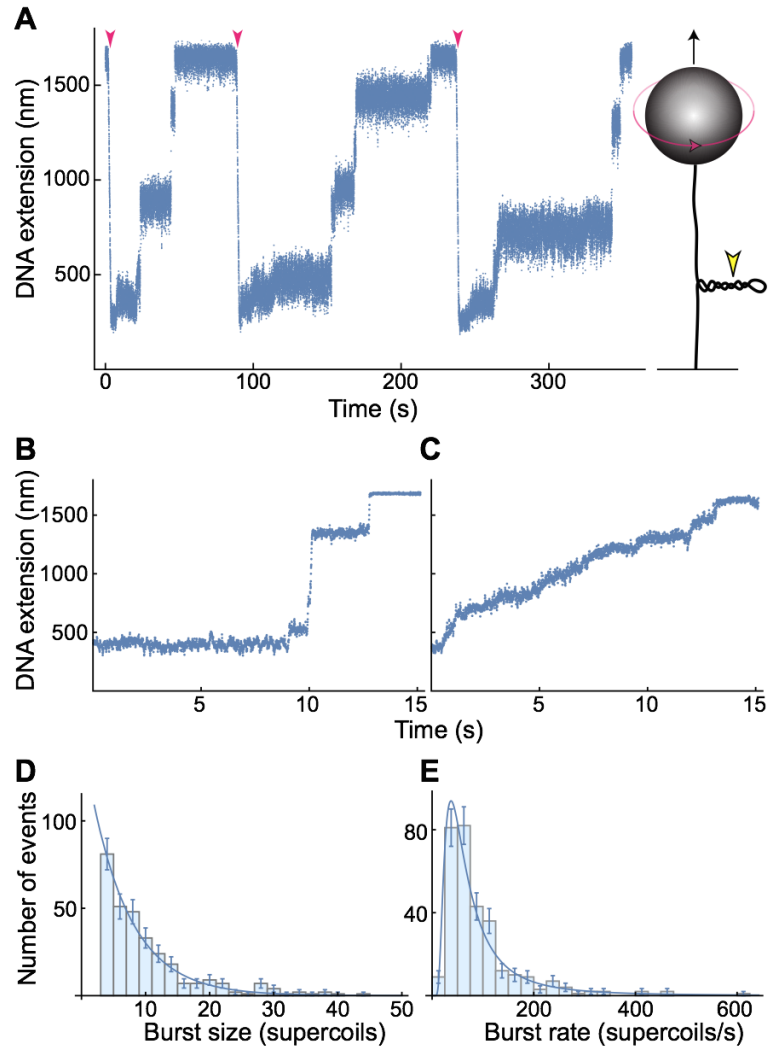 A
DNA extension (nm)
1500
1000
500
0
100
200
300
Time (s)
B
C
DNA extension (nm)
1500
1000
500
5
10
15
5
10
15
Time (s)
D
E
Number of events
100
50
10
20
30
40
50
Burst size (supercoils)
80
40
200
400
600
Burst rate (supercoils/s)